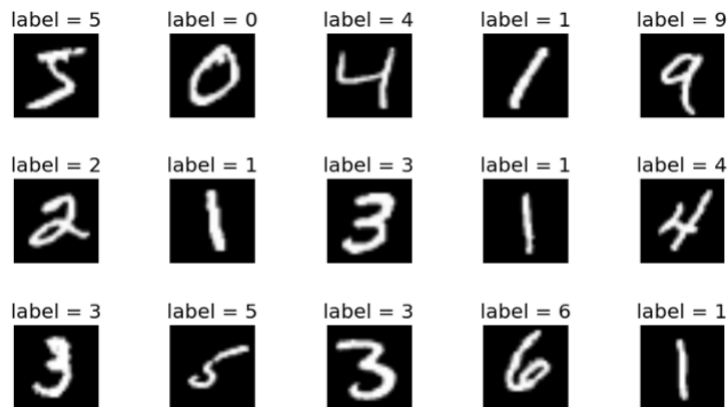 label = 5 label = 0 label = 4 label = 1 label = 9
5 0 4 1 9
label = 2 label = 1 label = 3 label = 1 label = 4
2 1 3 1 4
label = 3 label = 5 label = 3 label = 6 label = 1
3 5 3 6 1